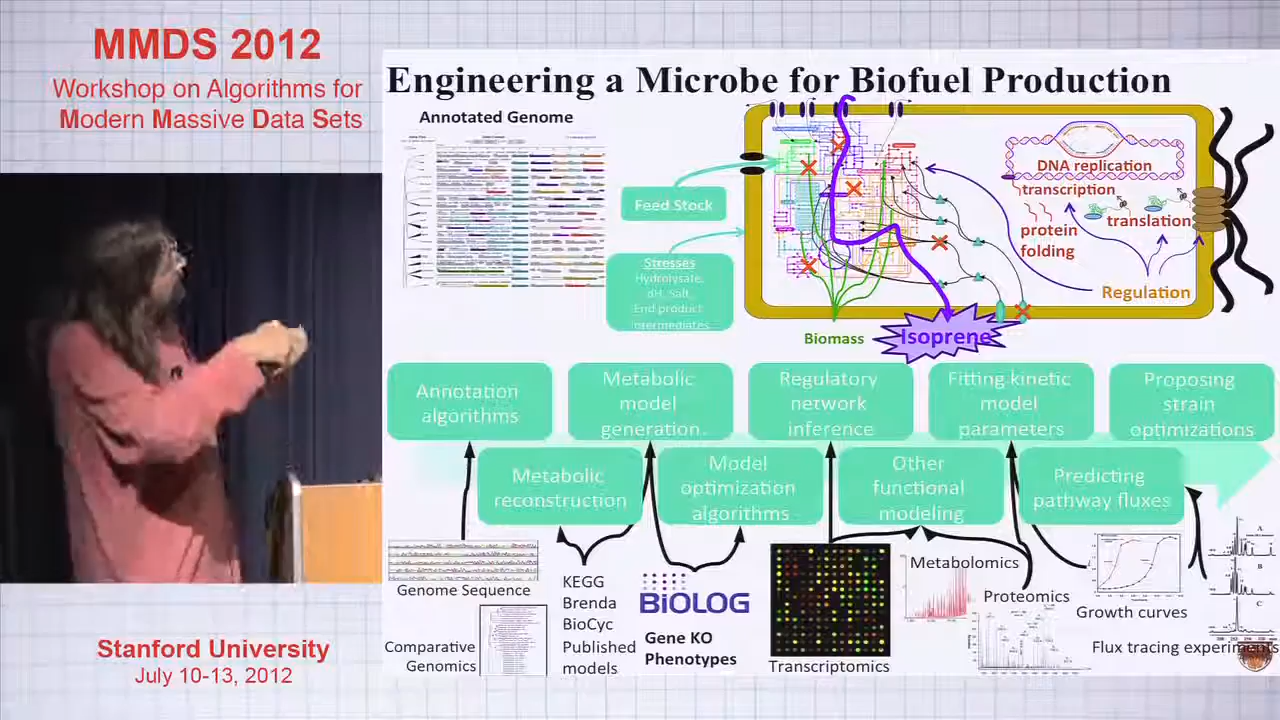 MMDS 2012
Workshop on Algorithms for
Modern Massive Data Sets
Stanford University
July 10-13, 2012
Engineering a Microbe for Biofuel Production
Annotated Genome
Feed Stock
Stresses
Hydrolysate,
pH, Salt,
End product,
intermediates
DNA replication
transcription
translation
protein
folding
Regulation
Biomass
Isoprene
Annotation
algorithms
Metabolic
model
generation
Regulatory
network
inference
Fitting kinetic
model
parameters
Proposing
strain
optimizations
Metabolic
reconstruction
Model
optimization
algorithms
Other
functional
modeling
Predicting
pathway fluxes
Genome Sequence
Comparative
Genomics
KEGG
Brenda
BioCyc
Published
models
BiOLOG
Gene KO
Phenotypes
Transcriptomics
Metabolomics
Proteomics
Growth curves
Flux tracing
A
B
C